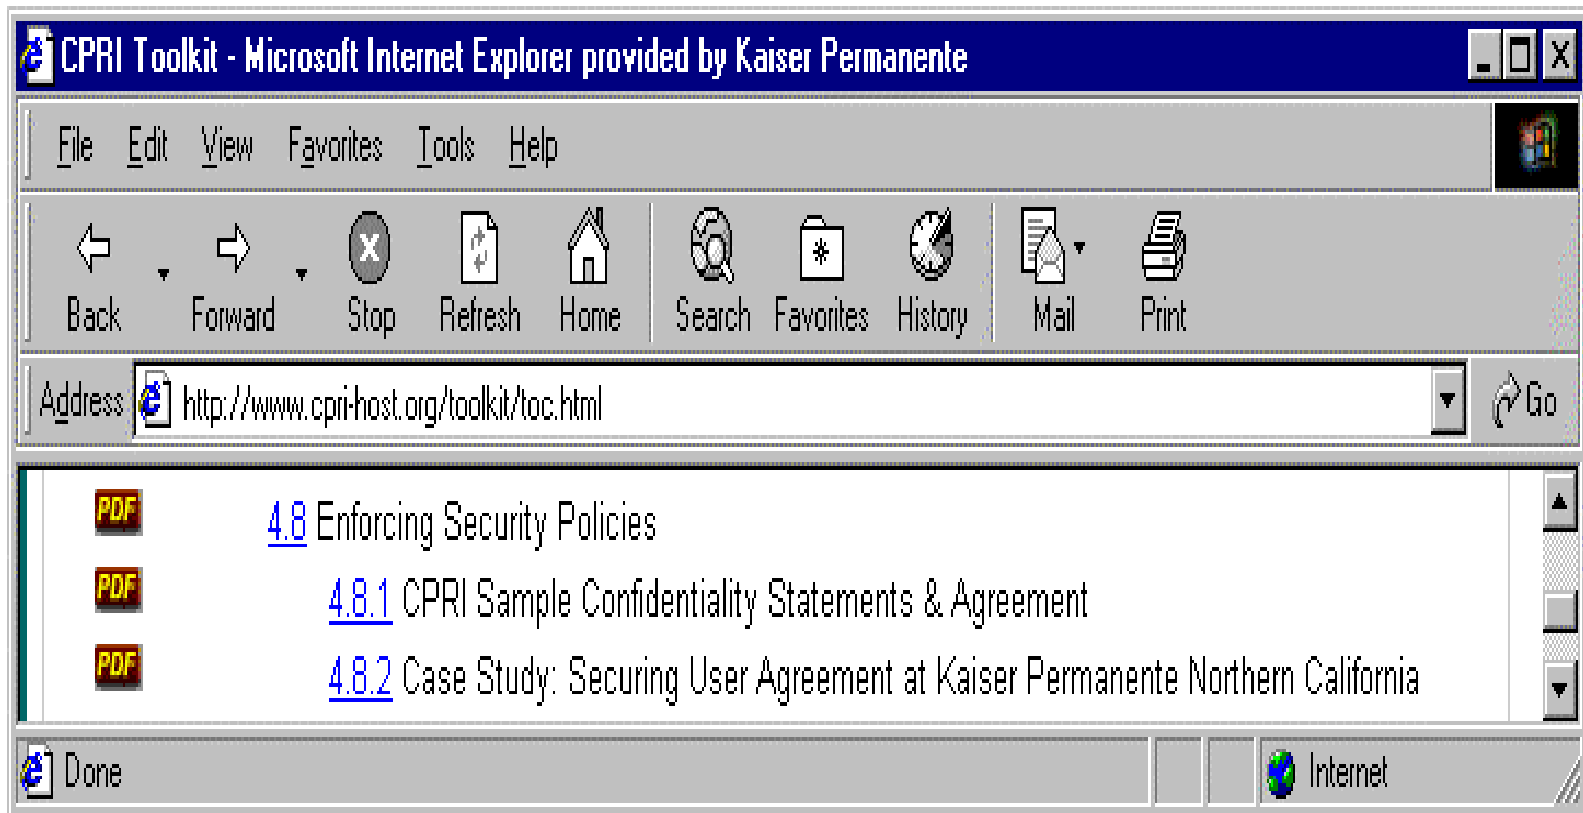 CPRI Toolkit - Microsoft Internet Explorer provided by Kaiser Permanente
File Edit View Favorites Tools Help
Back Forward Stop Refresh Home Search Favorites History Mail Print
Address http://www.cpri-host.org/toolkit/toc.html Go
PDF 4.8 Enforcing Security Policies
PDF 4.8.1 CPRI Sample Confidentiality Statements & Agreement
PDF 4.8.2 Case Study: Securing User Agreement at Kaiser Permanente Northern California
Done Internet